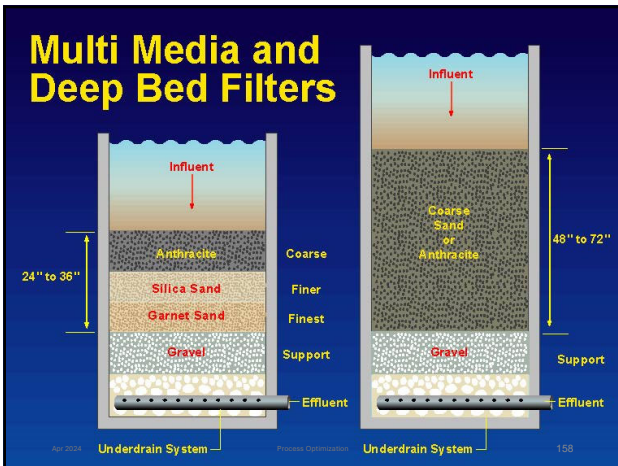 Multi Media and
Deep Bed Filters
Influent
Anthracite
Silica Sand
Garnet Sand
Gravel
24" to 36"
Coarse
Finer
Finest
Support
Effluent
Underdrain System
Influent
Coarse
Sand
or
Anthracite
48" to 72"
Gravel
Support
Effluent
Underdrain System
Apr 2024
Process Optimization
158